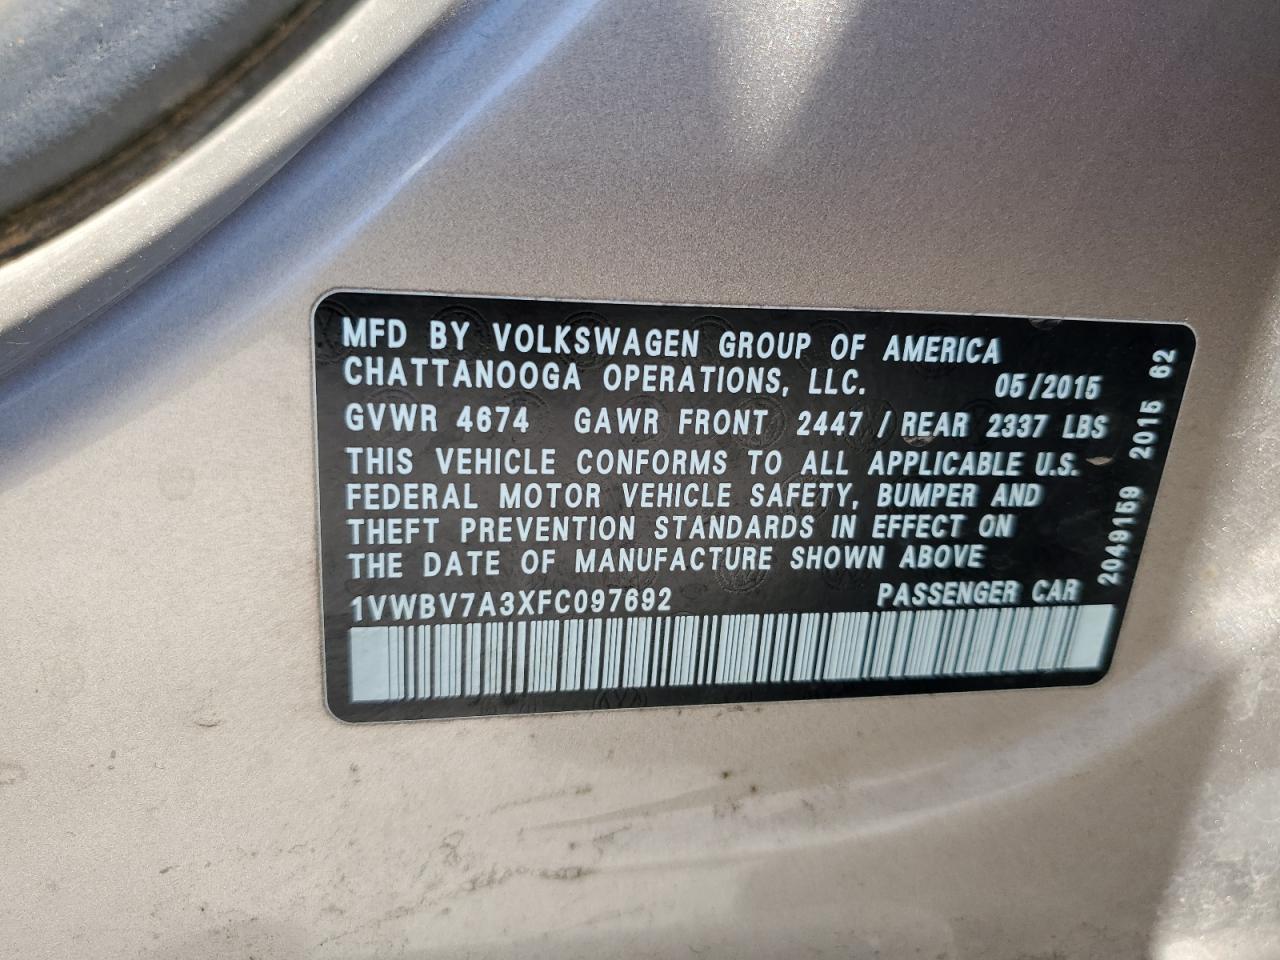 MFD BY VOLKSWAGEN GROUP OF AMERICA
CHATTANOOGA OPERATIONS, LLC. 05/2015
GVWR 4674 GAWR FRONT 2447 / REAR 2337 LBS
THIS VEHICLE CONFORMS TO ALL APPLICABLE U.S.
FEDERAL MOTOR VEHICLE SAFETY, BUMPER AND
THEFT PREVENTION STANDARDS IN EFFECT ON
THE DATE OF MANUFACTURE SHOWN ABOVE
1VWBV7A3XFC097692 PASSENGER CAR
2049159 2015 62